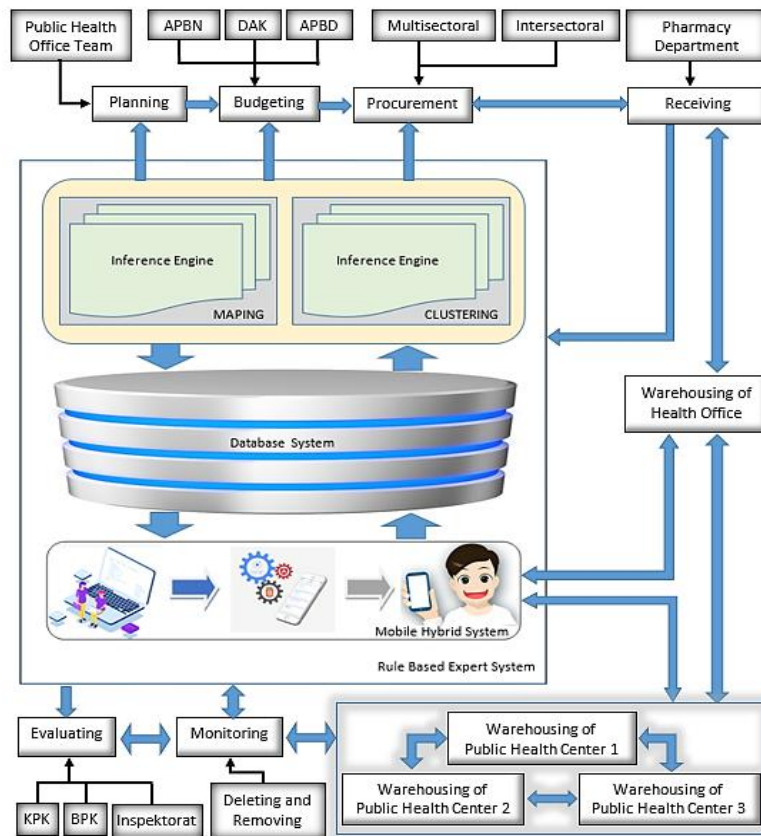 Public Health
Office Team
APBN
DAK
APBD
Multisectoral
Intersectoral
Pharmacy
Department
Planning
Budgeting
Procurement
Receiving
Inference Engine
MAPING
Inference Engine
CLUSTERING
Warehousing of
Health Office
Database System
Mobile Hybrid System
Rule Based Expert System
Evaluating
Monitoring
Warehousing of
Public Health Center 1
Warehousing of
Public Health Center 2
Warehousing of
Public Health Center 3
KPK
BPK
Inspektorat
Deleting and
Removing